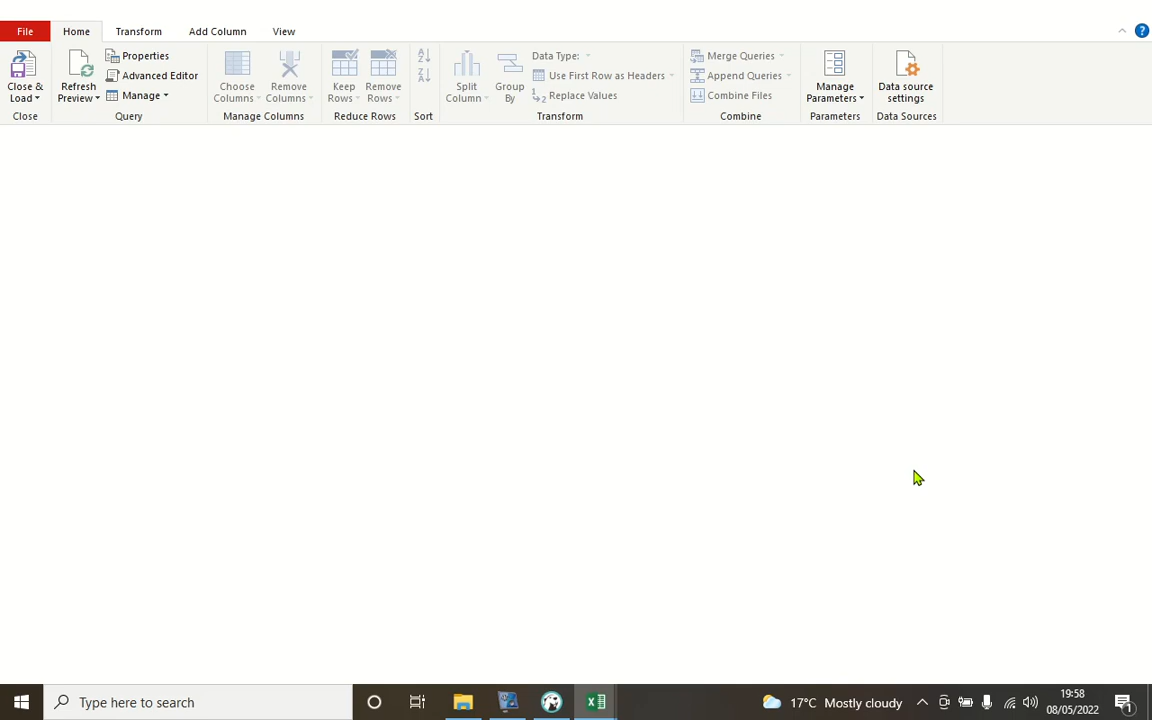 File Home Transform Add Column View
Close & Load
Refresh Preview
Properties
Advanced Editor
Manage
Choose Columns
Remove Columns
Keep Rows
Remove Rows
A Z
Z A
Split Column
Group By
Data Type:
Use First Row as Headers
1 2 Replace Values
Merge Queries
Append Queries
Combine Files
Manage Parameters
Data source settings
Close Query Manage Columns Reduce Rows Sort Transform Combine Parameters Data Sources
Type here to search
17°C Mostly cloudy
19:58
08/05/2022
1